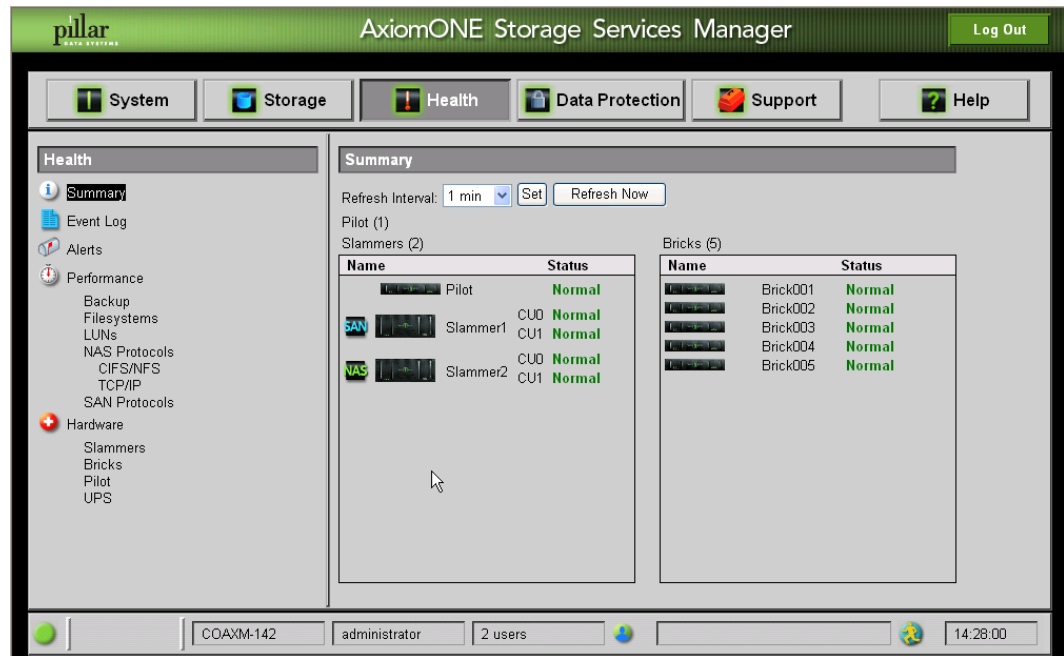 pillar
DATA SYSTEMS
AxiomONE Storage Services Manager
Log Out
System
Storage
Health
Data Protection
Support
Help
Health
Summary
Event Log
Alerts
Performance
Backup
Filesystems
LUNs
NAS Protocols
CIFS/NFS
TCP/IP
SAN Protocols
Hardware
Slammers
Bricks
Pilot
UPS
Summary
Refresh Interval: 1 min Set Refresh Now
Pilot (1)
Slammers (2)
Name Status
Pilot Normal
SAN Slammer1 CU0 Normal
CU1 Normal
NAS Slammer2 CU0 Normal
CU1 Normal
Bricks (5)
Name Status
Brick001 Normal
Brick002 Normal
Brick003 Normal
Brick004 Normal
Brick005 Normal
COAXM-142
administrator
2 users
14:28:00